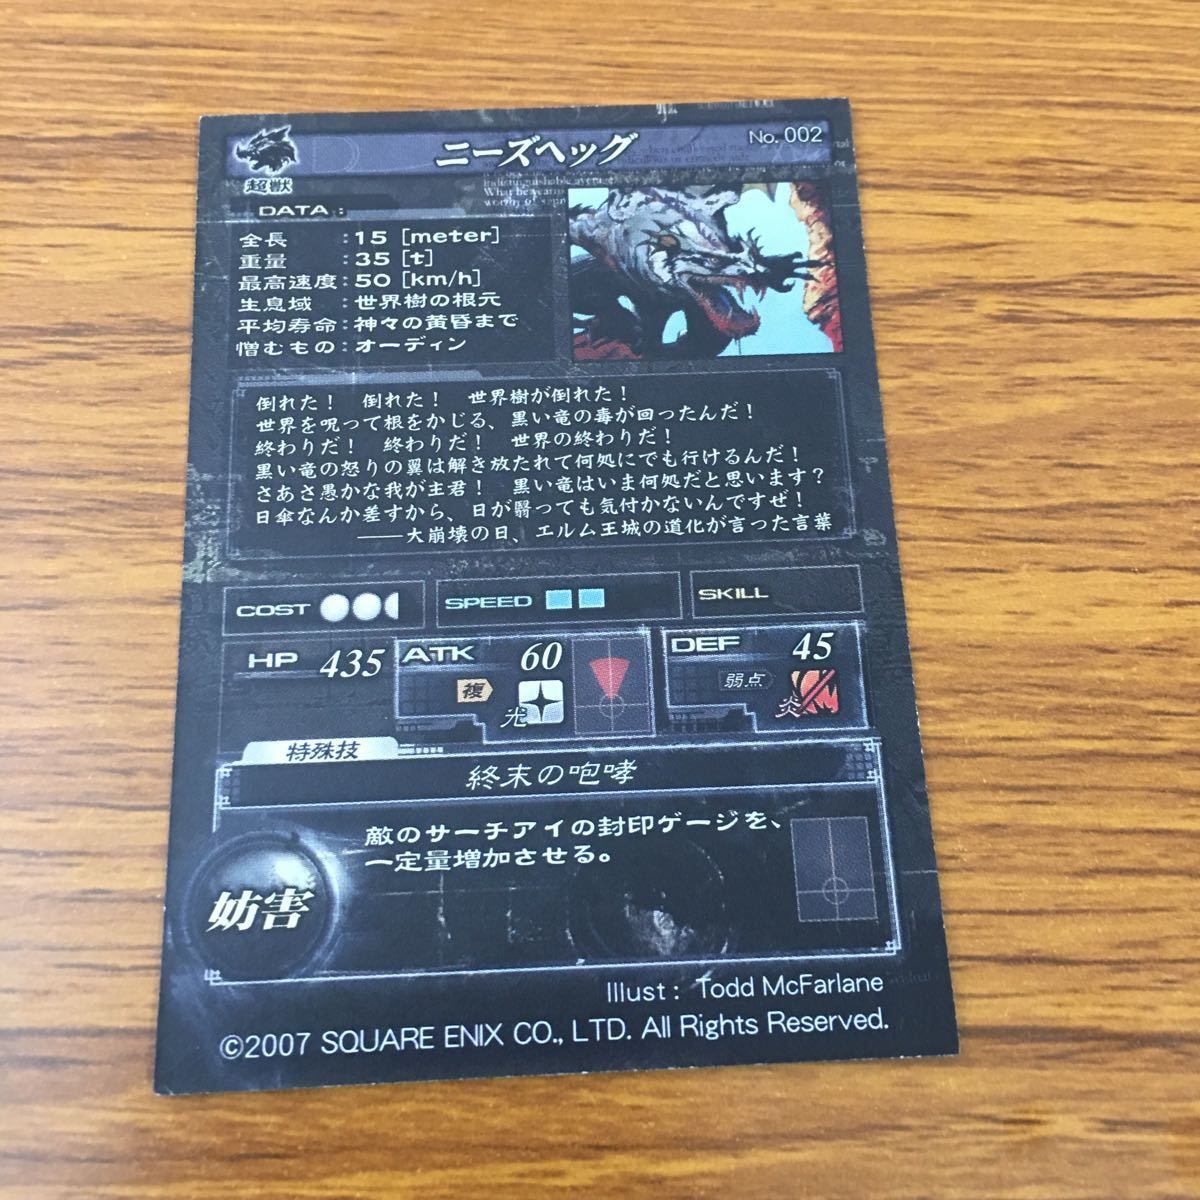 ニーズヘッグ
No. 002
超獣
DATA :
全長 :15 [meter]
重量 :35 [t]
最高速度:50 [km/h]
生息域 :世界樹の根元
平均寿命:神々の黄昏まで
憎むもの:オーディン
倒れた! 倒れた! 世界樹が倒れた!
世界を呪って根をかじる、黒い竜の毒が回ったんだ!
終わりだ! 終わりだ! 世界の終わりだ!
黒い竜の怒りの翼は解き放たれて何処にでも行けるんだ!
さあさ愚かな我が主君! 黒い竜はいま何処だと思います?
日傘なんか差すから、日が翳っても気付かないんですぜ!
――大崩壊の日、エルム王城の道化が言った言葉
COST
SPEED
SKILL
HP 435
ATK 60
複
光
DEF 45
弱点
炎
特殊技
終末の咆哮
敵のサーチアイの封印ゲージを、
一定量増加させる。
妨害
Illust : Todd McFarlane
©2007 SQUARE ENIX CO., LTD. All Rights Reserved.